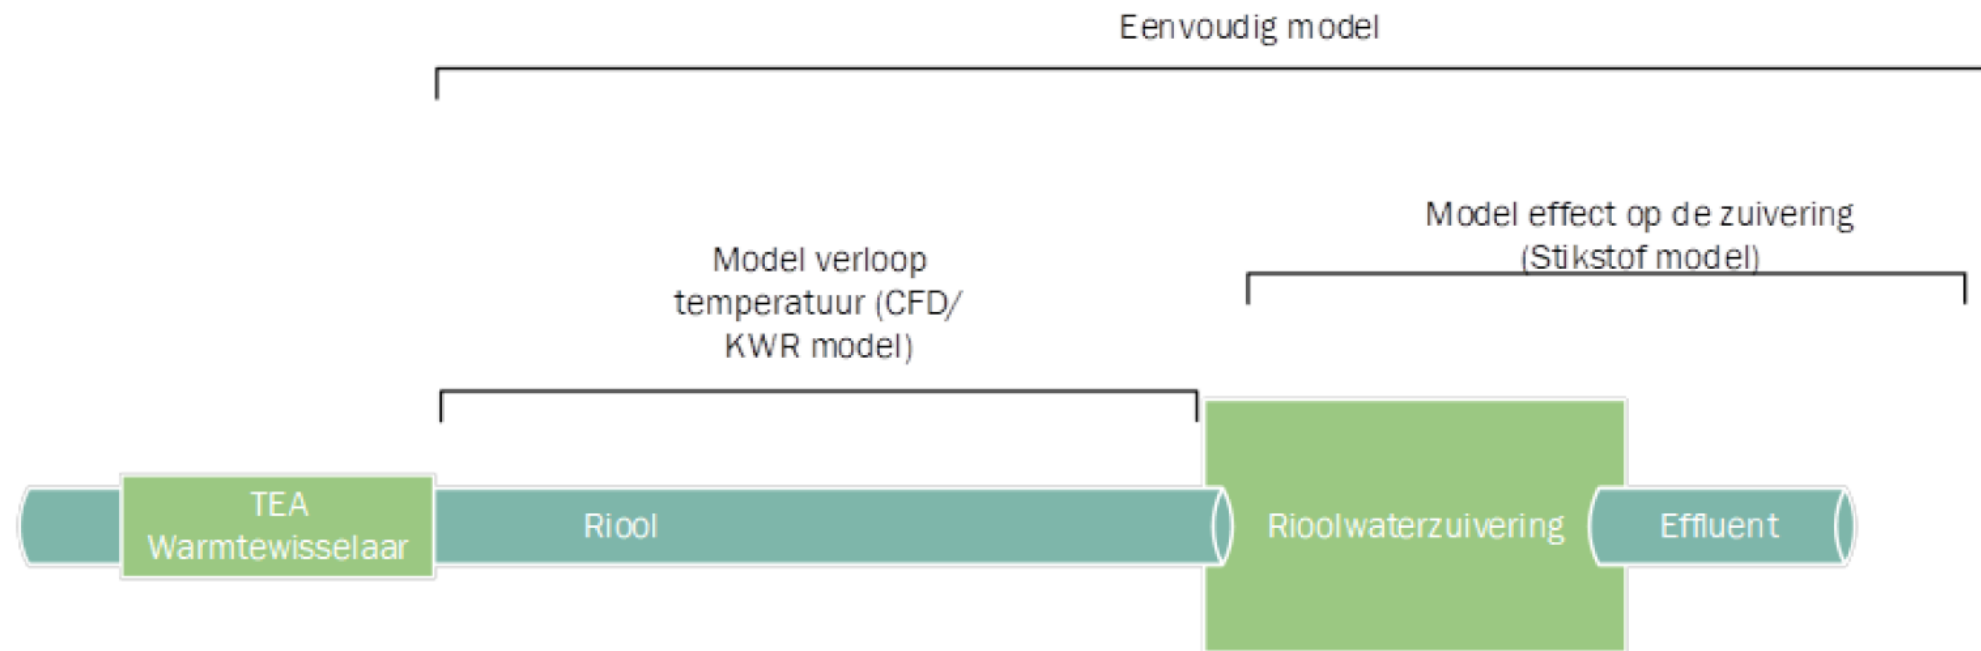 Eenvoudig model
Model effect op de zuivering
(Stikstof model)
Model verloop
temperatuur (CFD/
KWR model)
TEA
Warmtewisselaar
Riool
Rioolwaterzuivering
Effluent